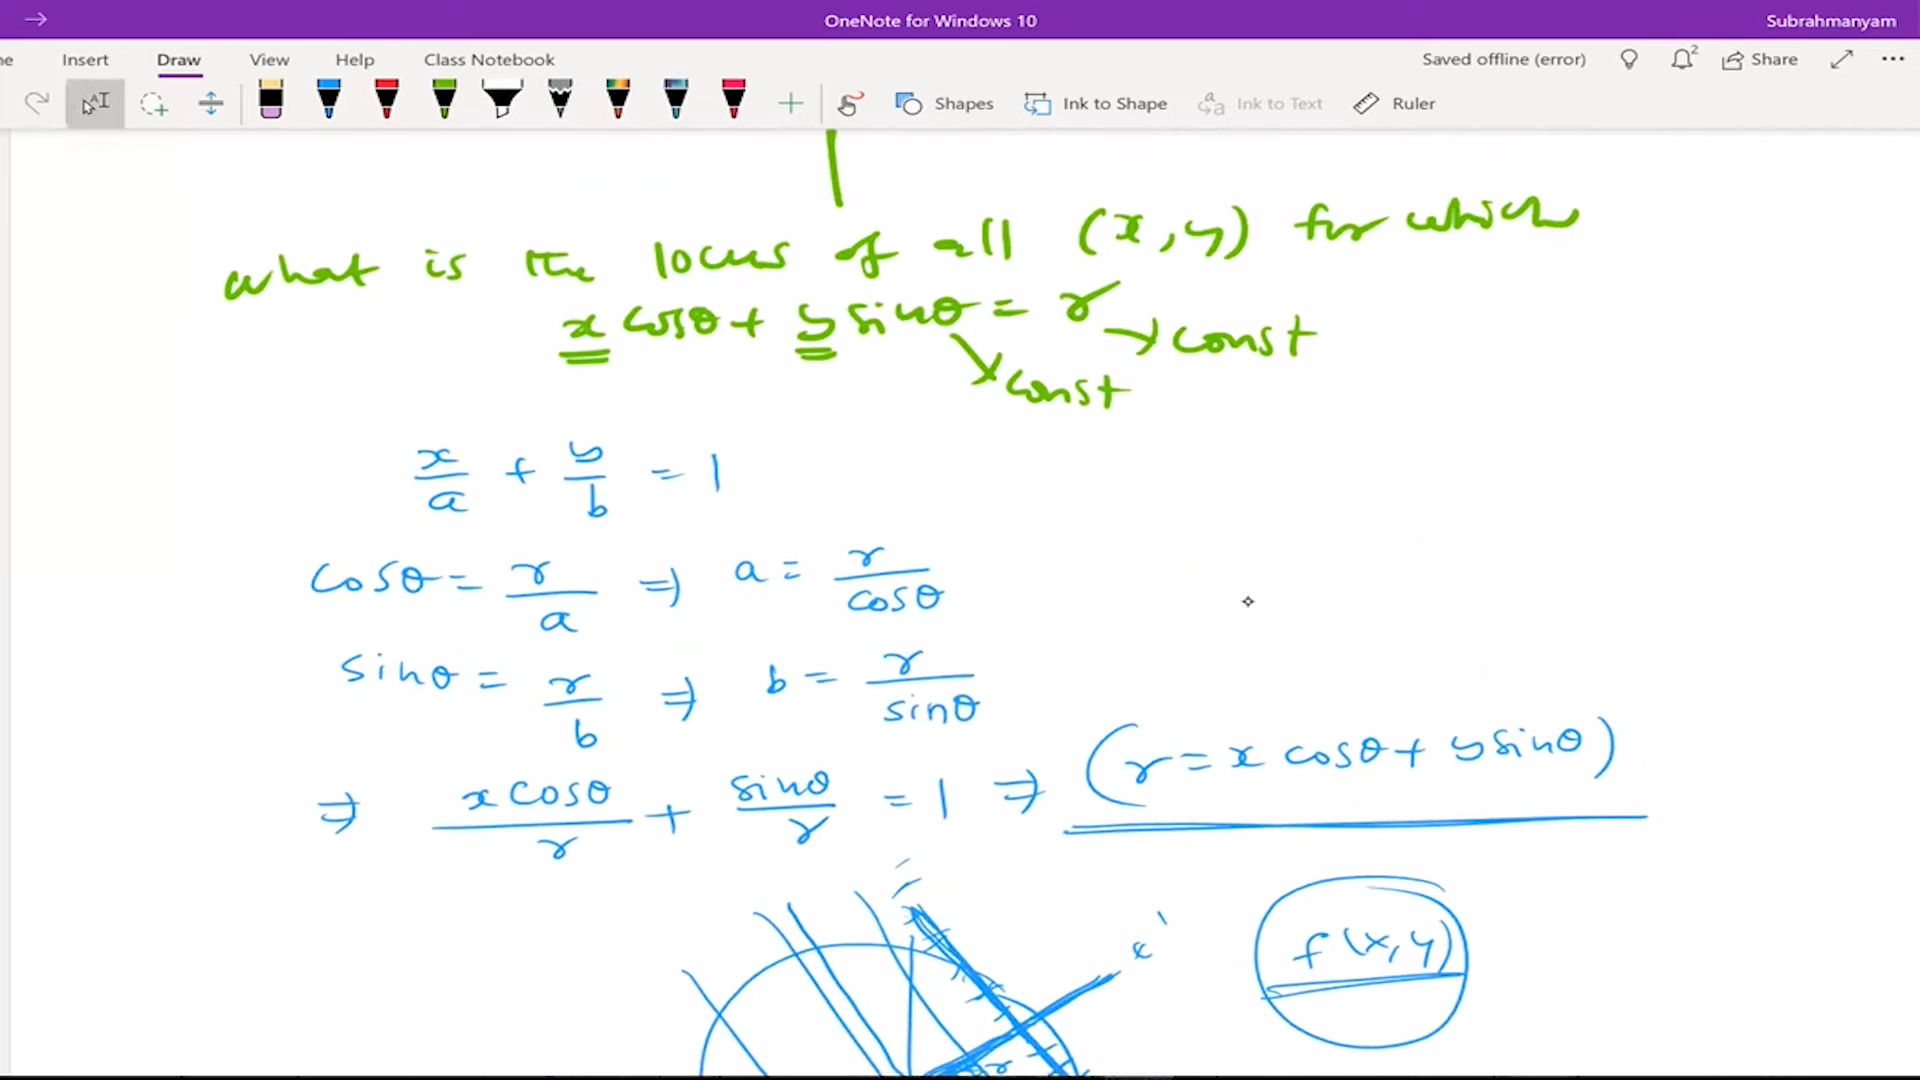 OneNote for Windows 10
Subrahmanyam
Insert Draw View Help Class Notebook
Saved offline (error) 2 Share
Shapes Ink to Shape Ink to Text Ruler
what is the locus of all (x,y) for which
x cosθ + y sinθ = r → const
→ const
x/a + y/b = 1
cosθ = r/a ⇒ a = r/cosθ
sinθ = r/b ⇒ b = r/sinθ
⇒ x cosθ/r + sinθ/r = 1 ⇒ (r = x cosθ + y sinθ)
x'
f(x,y)
r